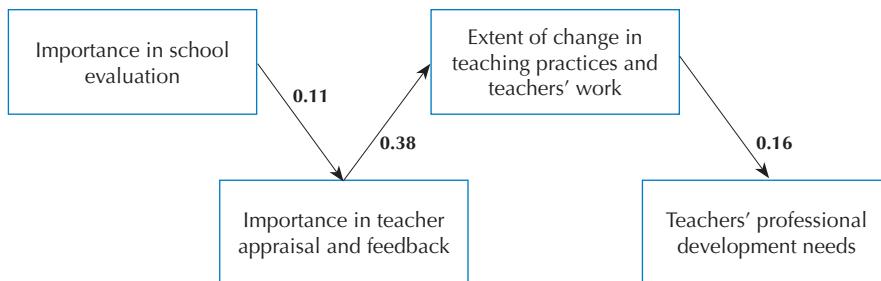 Importance in school
evaluation
Extent of change in
teaching practices and
teachers’ work
0.11
0.38
0.16
Importance in teacher
appraisal and feedback
Teachers’ professional
development needs